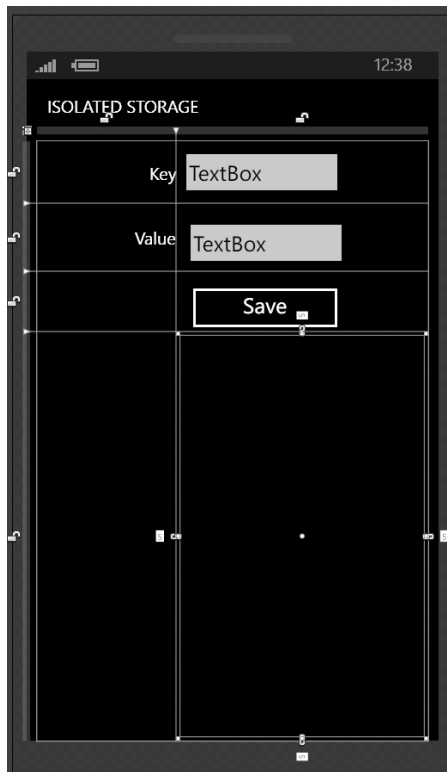 12:38
ISOLATED STORAGE
Key TextBox
Value TextBox
Save